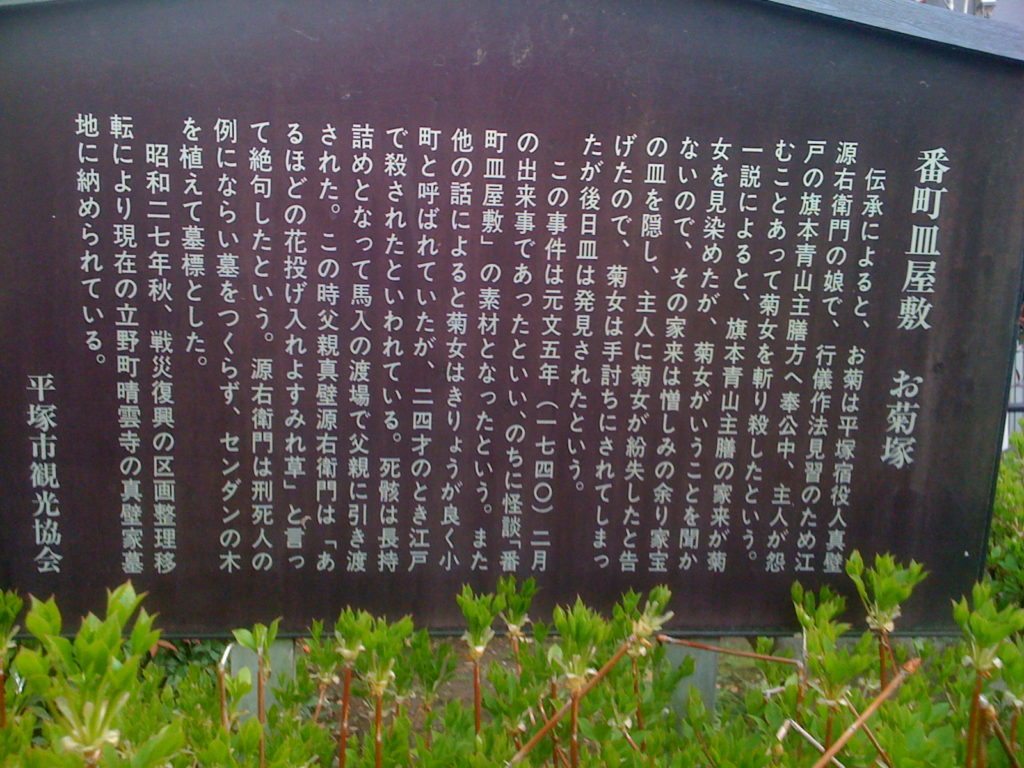 番町皿屋敷　お菊塚
伝承によると、お菊は平塚宿役人真壁
源右衛門の娘で、行儀作法見習のため江
戸の旗本青山主膳方へ奉公中、主人が怨
むことあって菊女を斬り殺したという。
一説によると、旗本青山主膳の家来が菊
女を見染めたが、菊女がいうことを聞か
ないので、その家来は憎しみの余り家宝
の皿を隠し、主人に菊女が紛失したと告
げたので、菊女は手討ちにされてしまっ
たが後日皿は発見されたという。
この事件は元文五年（一七四〇）二月
の出来事であったといい、のちに怪談「番
町皿屋敷」の素材となったという。また
他の話によると菊女はきりょうが良く小
町と呼ばれていたが、二四才のとき江戸
で殺されたといわれている。死骸は長持
詰めとなって馬入の渡場で父親に引き渡
された。この時父親真壁源右衛門は「あ
るほどの花投げ入れよすみれ草」と言っ
て絶句したという。源右衛門は刑死人の
例にならい墓をつくらず、センダンの木
を植えて墓標とした。
昭和二七年秋、戦災復興の区画整理移
転により現在の立野町晴雲寺の真壁家墓
地に納められている。
平塚市観光協会